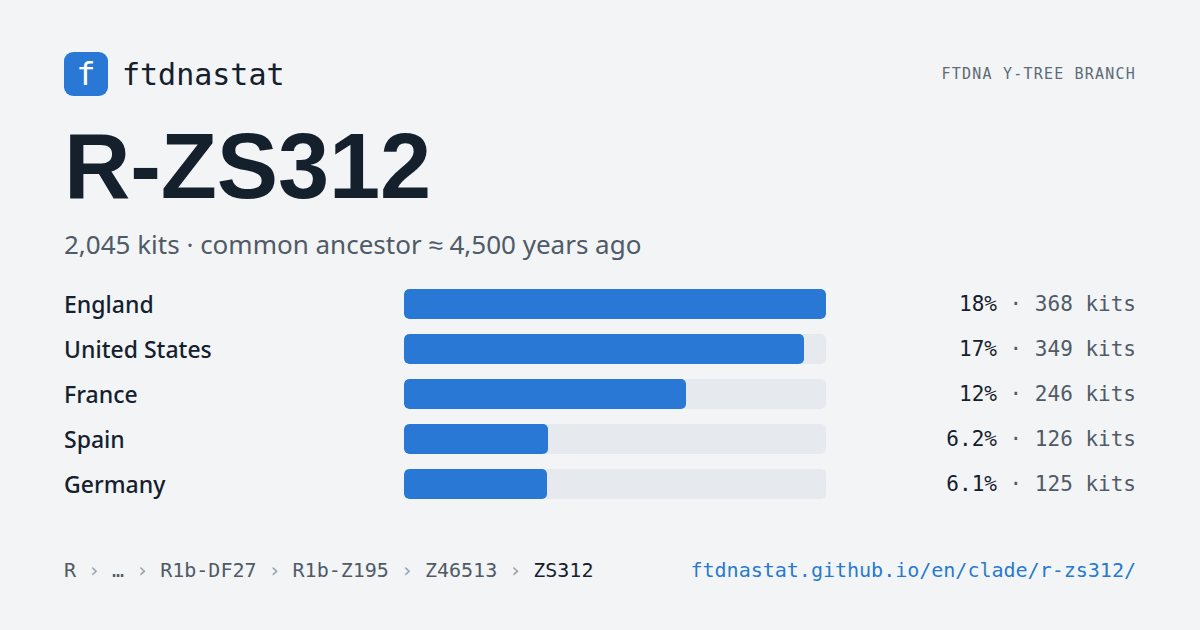 f ftdnastat
FTDNA Y-TREE BRANCH
R-ZS312
2,045 kits · common ancestor ≈ 4,500 years ago
England 18% · 368 kits
United States 17% · 349 kits
France 12% · 246 kits
Spain 6.2% · 126 kits
Germany 6.1% · 125 kits
R › … › R1b-DF27 › R1b-Z195 › Z46513 › ZS312
ftdnastat.github.io/en/clade/r-zs312/